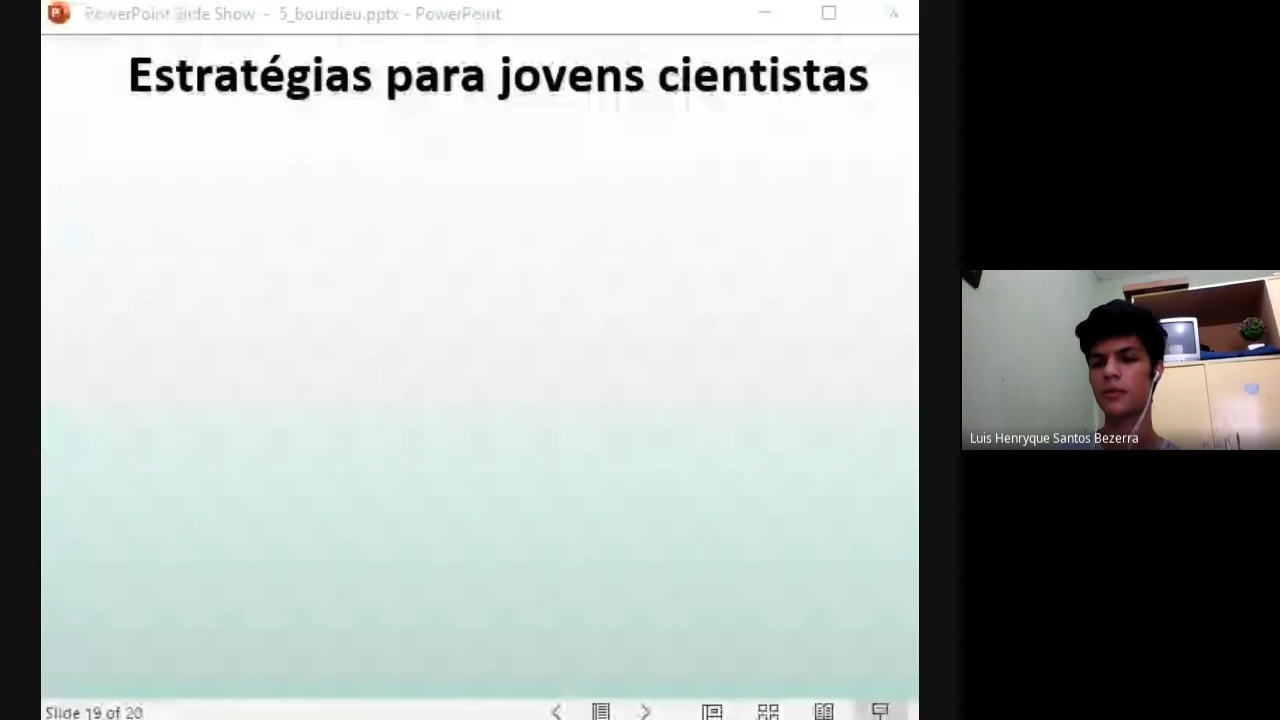 PowerPoint Slide Show - 5_bourdieu.pptx - PowerPoint
Estratégias para jovens cientistas
Luis Henryque Santos Bezerra
Slide 19 of 20